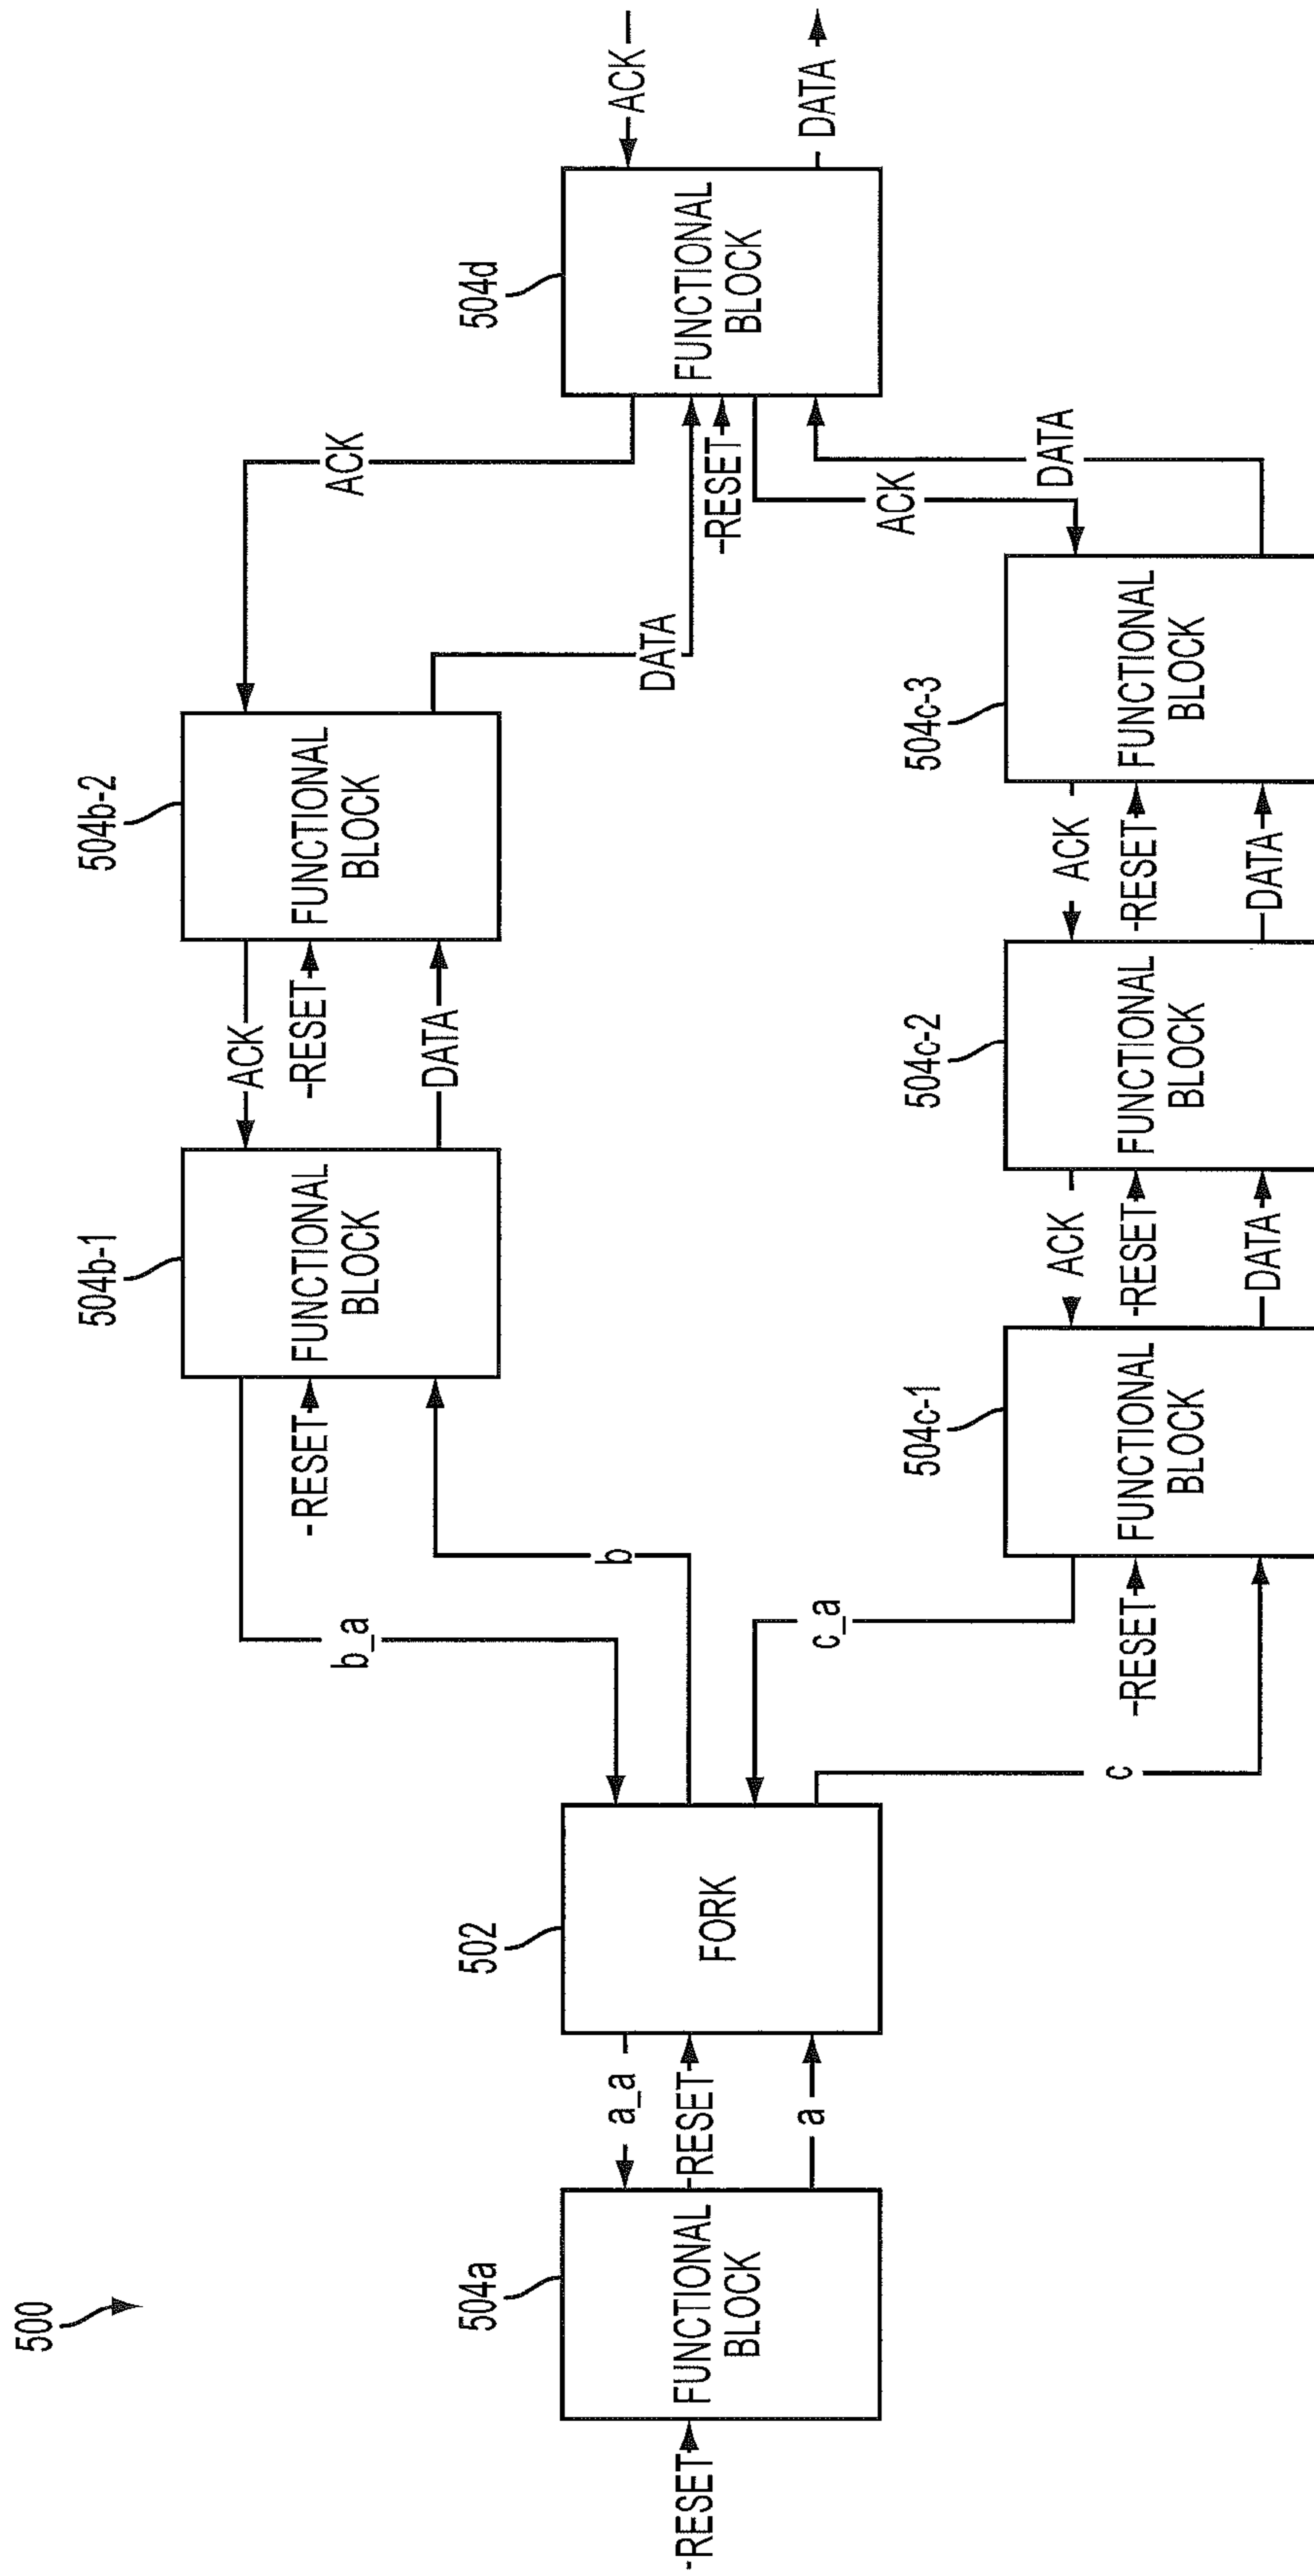 500
-RESET
504a
FUNCTIONAL
BLOCK
a_a
-RESET
a
502
FORK
b_a
b
c_a
c
504b-1
-RESET
FUNCTIONAL
BLOCK
ACK
-RESET
DATA
504b-2
FUNCTIONAL
BLOCK
ACK
DATA
504c-1
-RESET
FUNCTIONAL
BLOCK
ACK
-RESET
DATA
504c-2
FUNCTIONAL
BLOCK
ACK
-RESET
DATA
504c-3
FUNCTIONAL
BLOCK
ACK
DATA
-RESET
504d
FUNCTIONAL
BLOCK
ACK
DATA